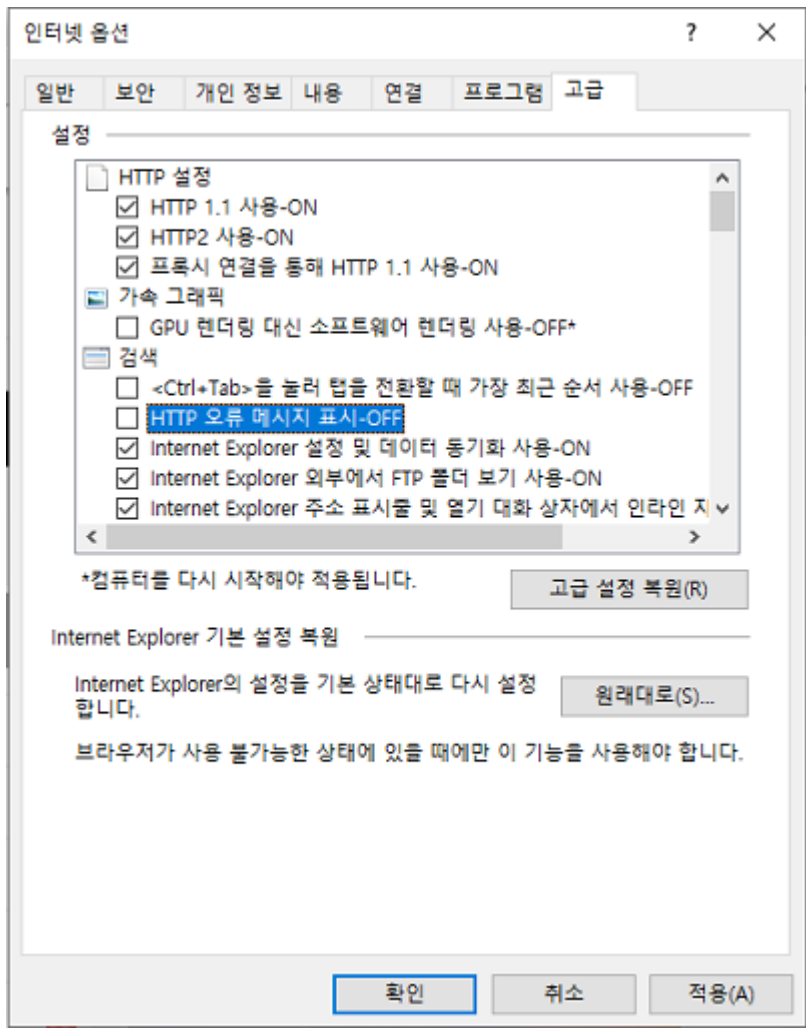 인터넷 옵션
일반 보안 개인 정보 내용 연결 프로그램 고급
설정
HTTP 설정
HTTP 1.1 사용-ON
HTTP2 사용-ON
프록시 연결을 통해 HTTP 1.1 사용-ON
가속 그래픽
GPU 렌더링 대신 소프트웨어 렌더링 사용-OFF*
검색
<Ctrl+Tab>을 눌러 탭을 전환할 때 가장 최근 순서 사용-OFF
HTTP 오류 메시지 표시-OFF
Internet Explorer 설정 및 데이터 동기화 사용-ON
Internet Explorer 외부에서 FTP 폴더 보기 사용-ON
Internet Explorer 주소 표시줄 및 열기 대화 상자에서 인라인 지
*컴퓨터를 다시 시작해야 적용됩니다.
고급 설정 복원(R)
Internet Explorer 기본 설정 복원
Internet Explorer의 설정을 기본 상태대로 다시 설정
합니다.
원래대로(S)...
브라우저가 사용 불가능한 상태에 있을 때에만 이 기능을 사용해야 합니다.
확인 취소 적용(A)